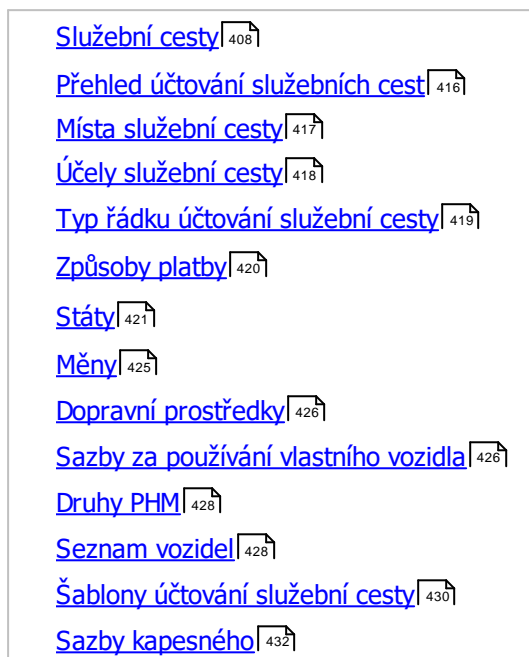 Služební cesty 408
Přehled účtování služebních cest 416
Místa služební cesty 417
Účely služební cesty 418
Typ řádku účtování služební cesty 419
Způsoby platby 420
Státy 421
Měny 425
Dopravní prostředky 426
Sazby za používání vlastního vozidla 426
Druhy PHM 428
Seznam vozidel 428
Šablony účtování služební cesty 430
Sazby kapesného 432